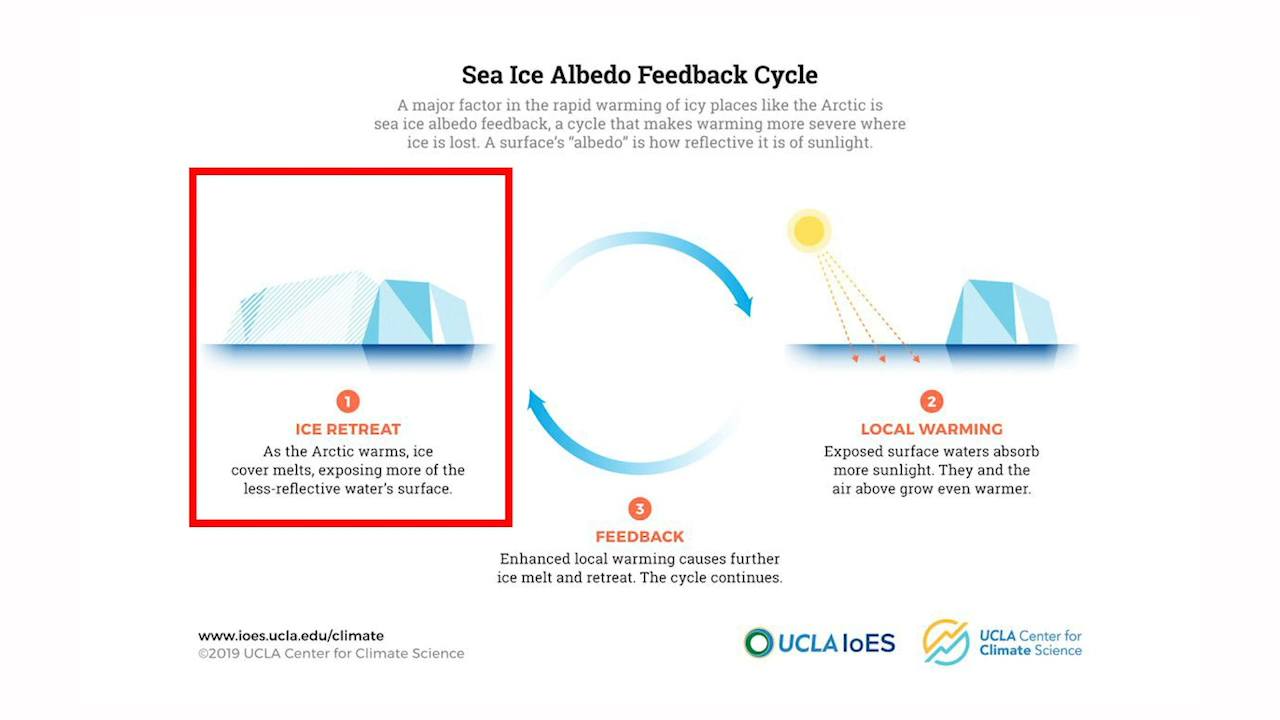 Sea Ice Albedo Feedback Cycle
A major factor in the rapid warming of icy places like the Arctic is
sea ice albedo feedback, a cycle that makes warming more severe where
ice is lost. A surface’s “albedo” is how reflective it is of sunlight.
1
ICE RETREAT
As the Arctic warms, ice
cover melts, exposing more of the
less-reflective water’s surface.
2
LOCAL WARMING
Exposed surface waters absorb
more sunlight. They and the
air above grow even warmer.
3
FEEDBACK
Enhanced local warming causes further
ice melt and retreat. The cycle continues.
www.ioes.ucla.edu/climate
©2019 UCLA Center for Climate Science
UCLA IoES
UCLA Center for
Climate Science